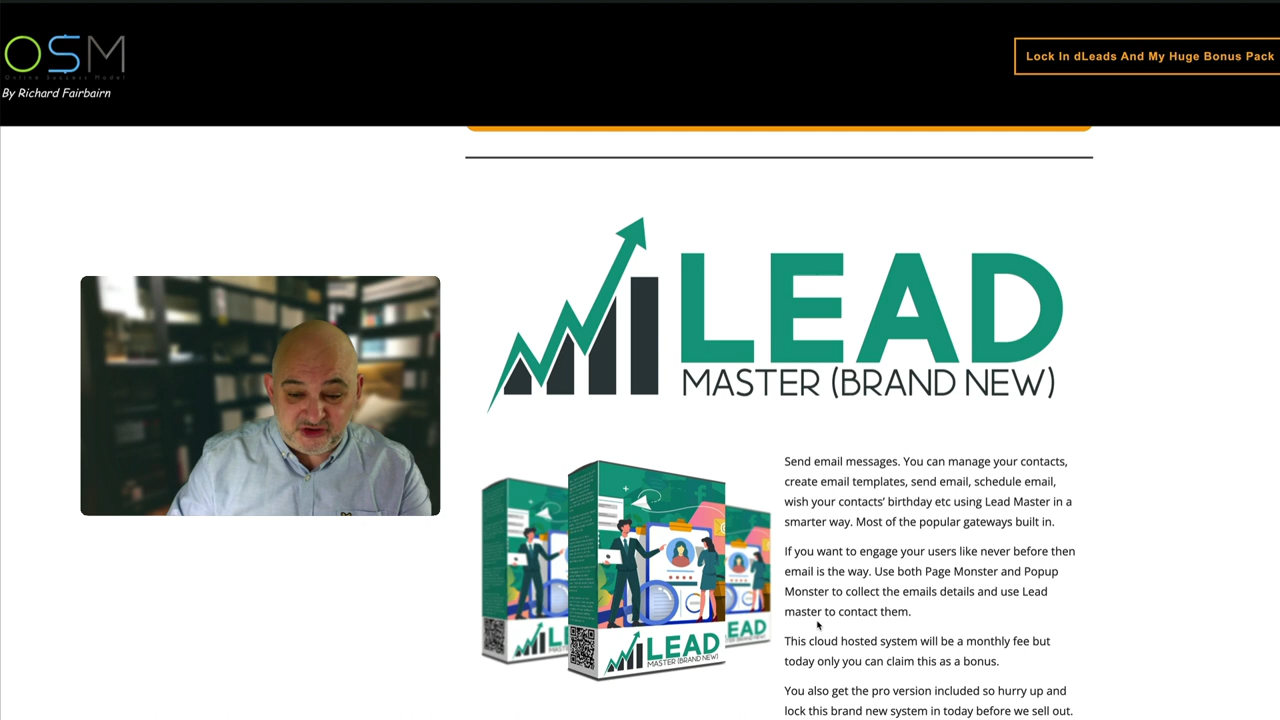 OSM
Online Success Model
By Richard Fairbairn
Lock In dLeads And My Huge Bonus Pack
LEAD
MASTER (BRAND NEW)
Send email messages. You can manage your contacts,
create email templates, send email, schedule email,
wish your contacts’ birthday etc using Lead Master in a
smarter way. Most of the popular gateways built in.
If you want to engage your users like never before then
email is the way. Use both Page Monster and Popup
Monster to collect the emails details and use Lead
master to contact them.
This cloud hosted system will be a monthly fee but
today only you can claim this as a bonus.
You also get the pro version included so hurry up and
lock this brand new system in today before we sell out.
LEAD
MASTER (BRAND NEW)
EAD